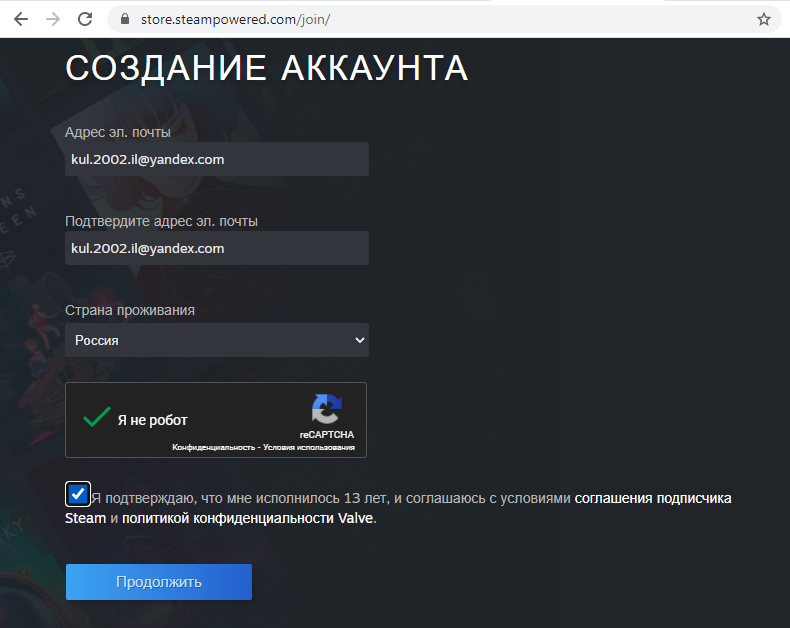 store.steampowered.com/join/
СОЗДАНИЕ АККАУНТА
Адрес эл. почты
kul.2002.il@yandex.com
Подтвердите адрес эл. почты
kul.2002.il@yandex.com
Страна проживания
Россия
Я не робот
reCAPTCHA
Конфиденциальность - Условия использования
Я подтверждаю, что мне исполнилось 13 лет, и соглашаюсь с условиями соглашения подписчика
Steam и политикой конфиденциальности Valve.
Продолжить